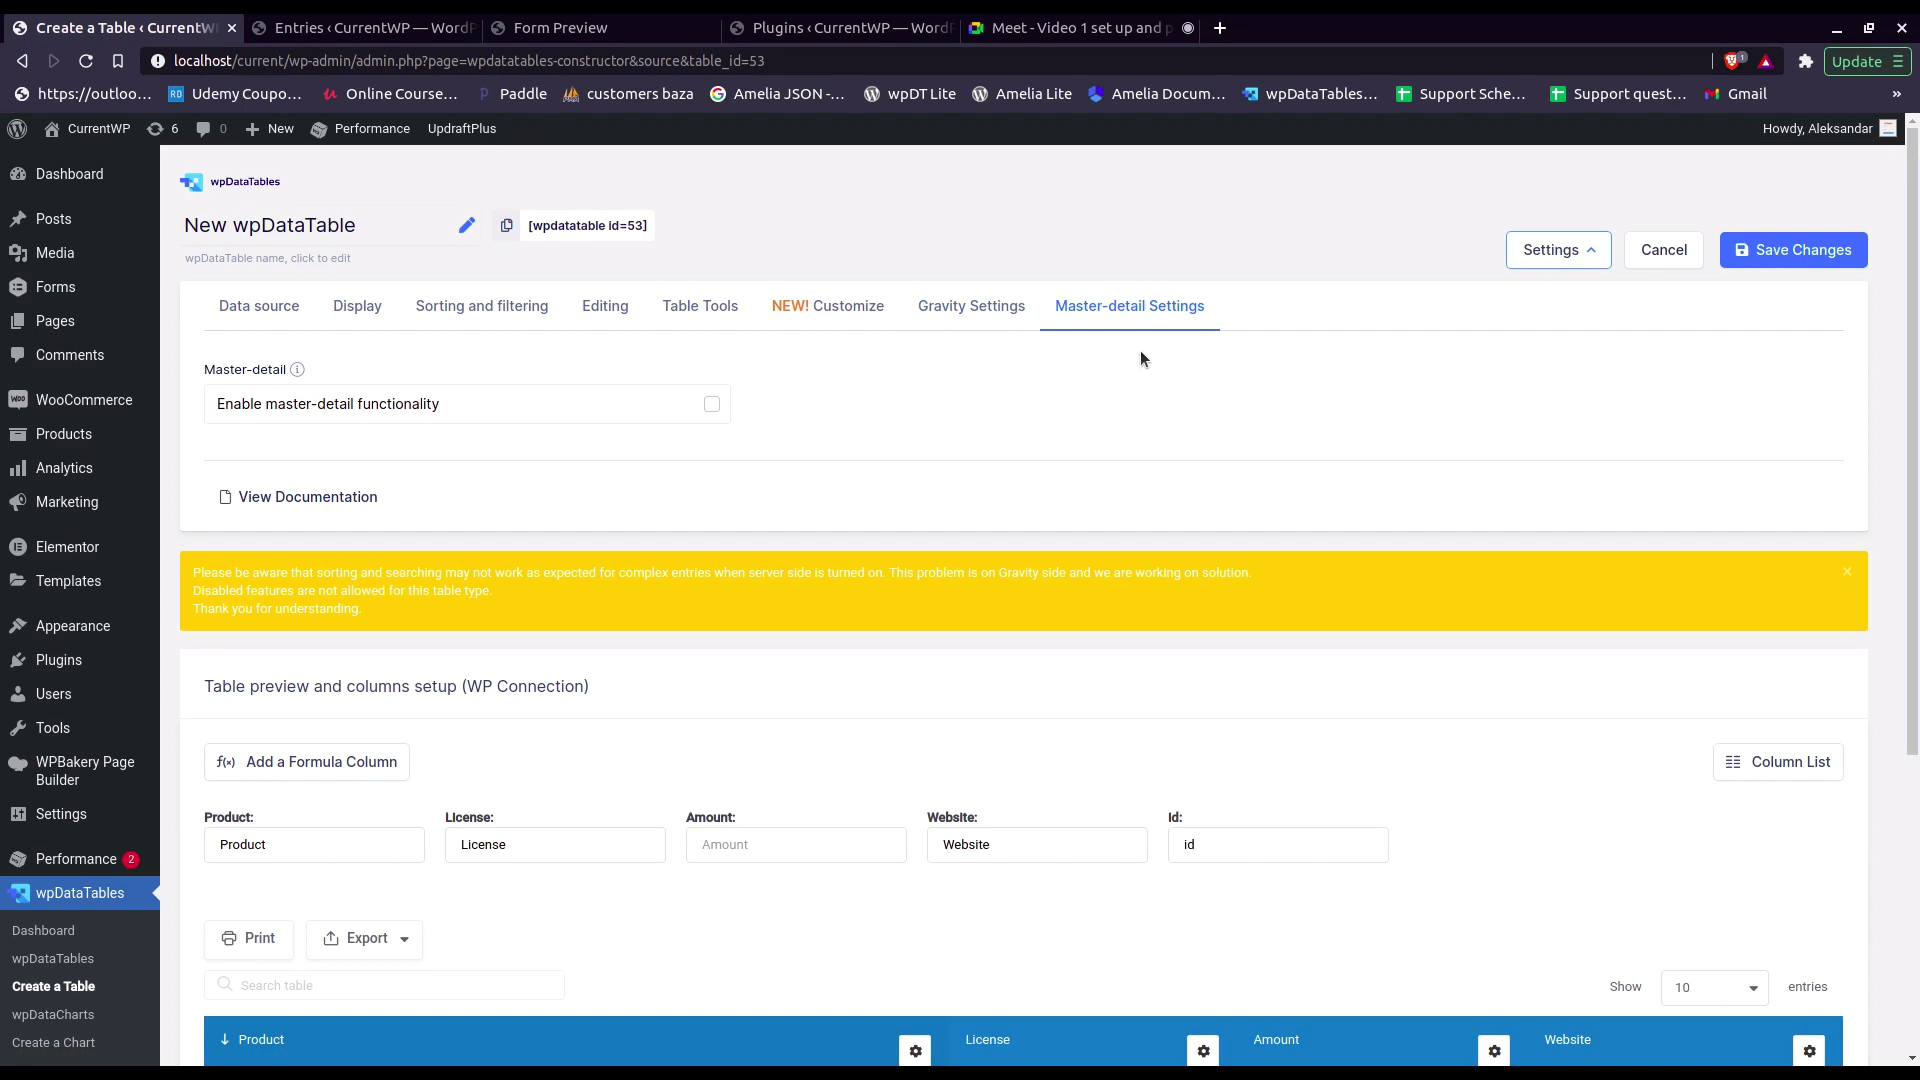 Create a Table ‹ CurrentW
Entries ‹ CurrentWP — WordP
Form Preview
Plugins ‹ CurrentWP — WordP
Meet - Video 1 set up and p
localhost/current/wp-admin/admin.php?page=wpdatatables-constructor&source&table_id=53
1
Update
https://outloo...
RD Udemy Coupo...
Online Course...
Paddle
customers baza
Amelia JSON -...
wpDT Lite
Amelia Lite
Amelia Docum...
wpDataTables...
Support Sche...
Support quest...
Gmail
»
CurrentWP
6
0
New
Performance
UpdraftPlus
Howdy, Aleksandar
Dashboard
Posts
Media
Forms
Pages
Comments
WooCommerce
Products
Analytics
Marketing
Elementor
Templates
Appearance
Plugins
Users
Tools
WPBakery Page
Builder
Settings
Performance 2
wpDataTables
Dashboard
wpDataTables
Create a Table
wpDataCharts
Create a Chart
wpDataTables
New wpDataTable
[wpdatatable id=53]
wpDataTable name, click to edit
Settings
Cancel
Save Changes
Data source
Display
Sorting and filtering
Editing
Table Tools
NEW! Customize
Gravity Settings
Master-detail Settings
Master-detail
Enable master-detail functionality
View Documentation
Please be aware that sorting and searching may not work as expected for complex entries when server side is turned on. This problem is on Gravity side and we are working on solution.
Disabled features are not allowed for this table type.
Thank you for understanding.
Table preview and columns setup (WP Connection)
f(x) Add a Formula Column
Column List
Product:
License:
Amount:
Website:
Id:
Product
License
Amount
Website
id
Print
Export
Search table
Show 10 entries
Product
License
Amount
Website